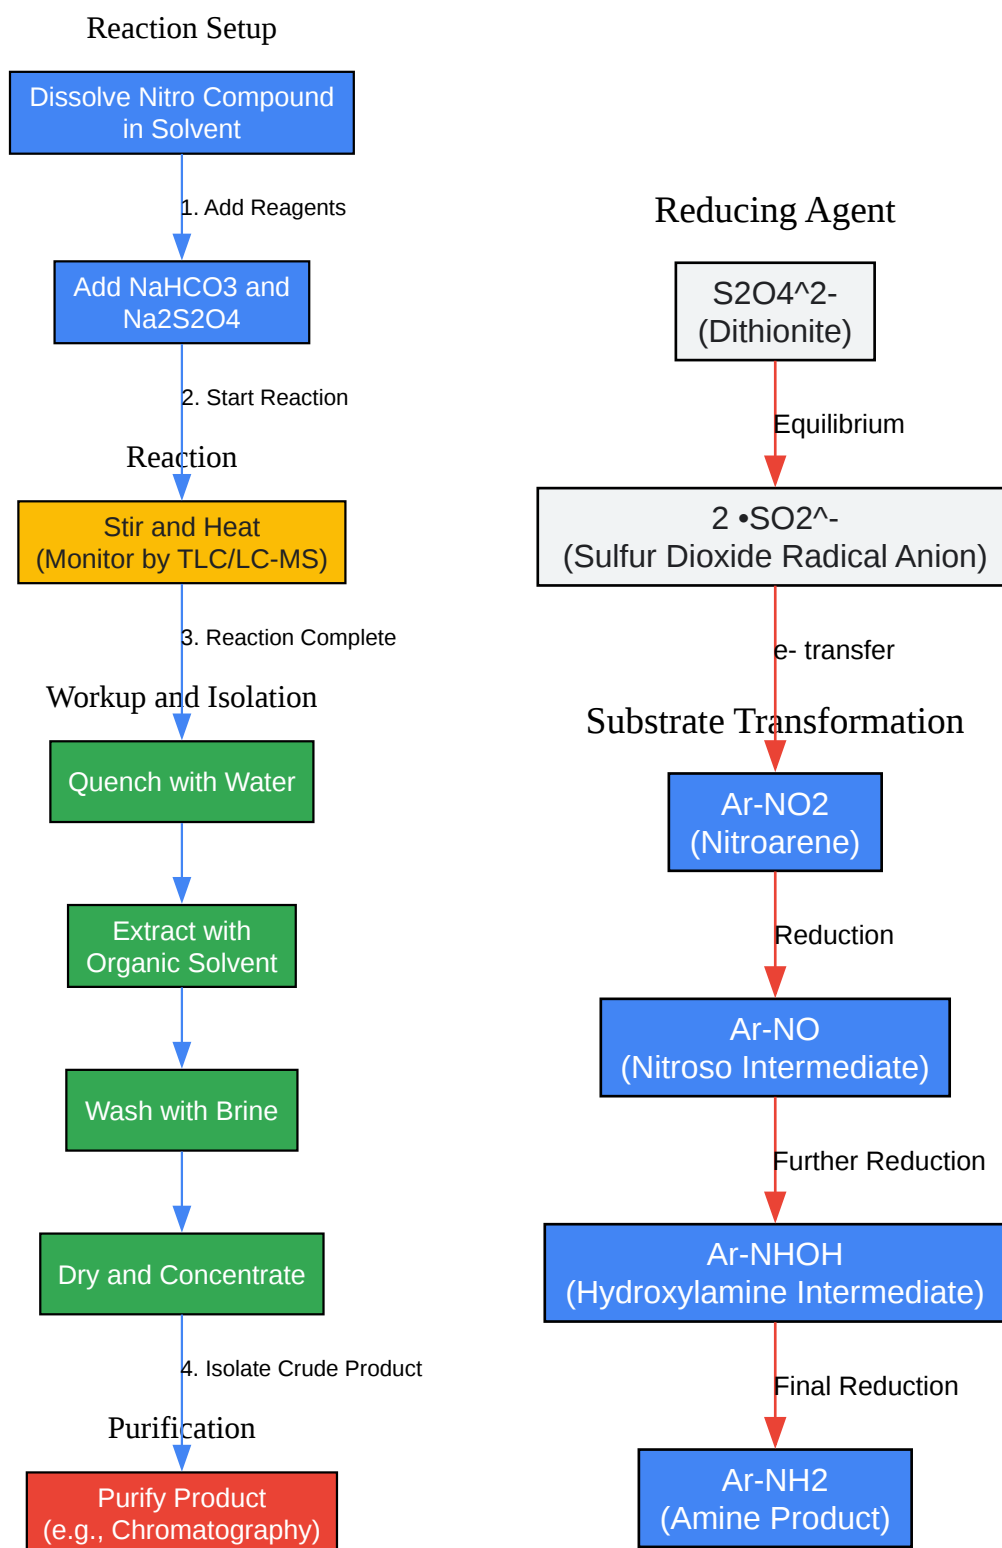 Reaction Setup
Dissolve Nitro Compound
in Solvent
1. Add Reagents
Add NaHCO3 and
Na2S2O4
2. Start Reaction
Reaction
Stir and Heat
(Monitor by TLC/LC-MS)
3. Reaction Complete
Workup and Isolation
Quench with Water
Extract with
Organic Solvent
Wash with Brine
Dry and Concentrate
4. Isolate Crude Product
Purification
Purify Product
(e.g., Chromatography)
Reducing Agent
S2O4^2-
(Dithionite)
Equilibrium
2 •SO2^-
(Sulfur Dioxide Radical Anion)
e- transfer
Substrate Transformation
Ar-NO2
(Nitroarene)
Reduction
Ar-NO
(Nitroso Intermediate)
Further Reduction
Ar-NHOH
(Hydroxylamine Intermediate)
Final Reduction
Ar-NH2
(Amine Product)